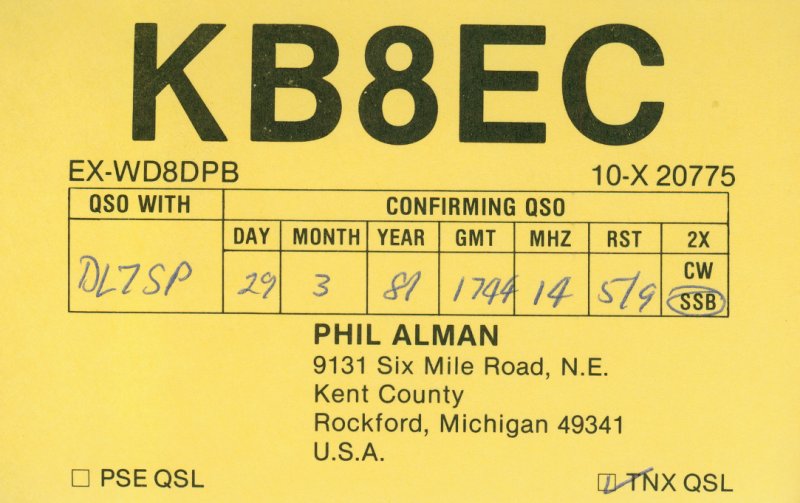 KB8EC
EX-WD8DPB 10-X 20775
QSO WITH CONFIRMING QSO
DAY MONTH YEAR GMT MHZ RST 2X
DL7SP 29 3 81 1744 14 5/9 CW
SSB
PHIL ALMAN
9131 Six Mile Road, N.E.
Kent County
Rockford, Michigan 49341
U.S.A.
PSE QSL TNX QSL